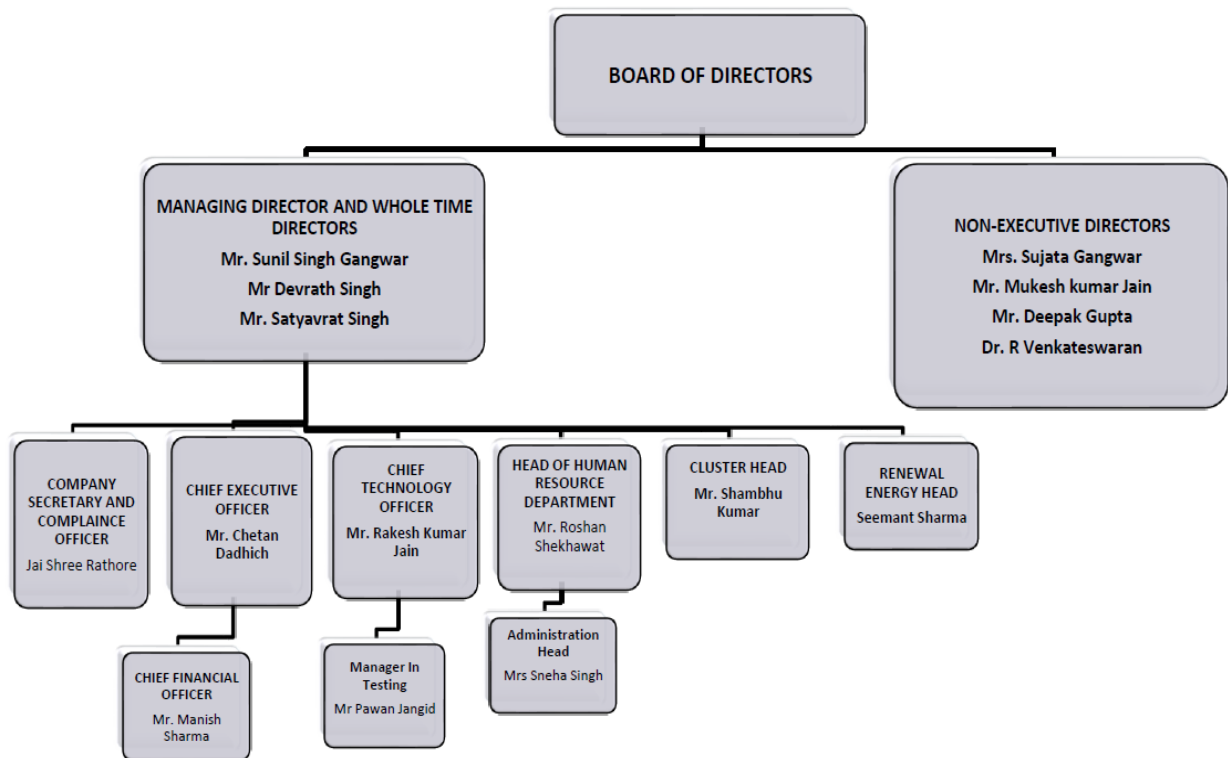 BOARD OF DIRECTORS
MANAGING DIRECTOR AND WHOLE TIME
DIRECTORS
Mr. Sunil Singh Gangwar
Mr Devrath Singh
Mr. Satyavrat Singh
NON-EXECUTIVE DIRECTORS
Mrs. Sujata Gangwar
Mr. Mukesh kumar Jain
Mr. Deepak Gupta
Dr. R Venkateswaran
COMPANY
SECRETARY AND
COMPLAINCE
OFFICER
Jai Shree Rathore
CHIEF EXECUTIVE
OFFICER
Mr. Chetan
Dadhich
CHIEF
TECHNOLOGY
OFFICER
Mr. Rakesh Kumar
Jain
HEAD OF HUMAN
RESOURCE
DEPARTMENT
Mr. Roshan
Shekhawat
CLUSTER HEAD
Mr. Shambhu
Kumar
RENEWAL
ENERGY HEAD
Seemant Sharma
CHIEF FINANCIAL
OFFICER
Mr. Manish
Sharma
Manager In
Testing
Mr Pawan Jangid
Administration
Head
Mrs Sneha Singh